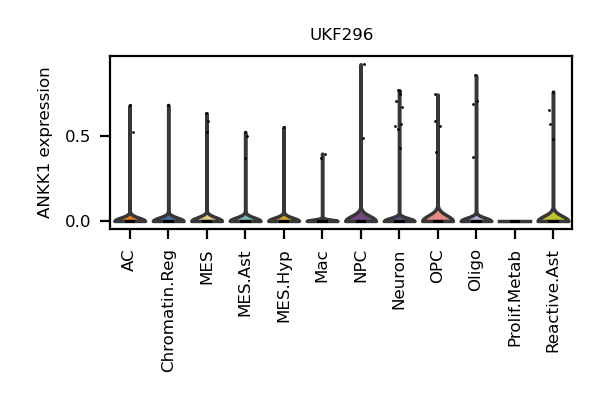 UKF296
ANKK1 expression
0.5
0.0
AC
Chromatin.Reg
MES
MES.Ast
MES.Hyp
Mac
NPC
Neuron
OPC
Oligo
Prolif.Metab
Reactive.Ast